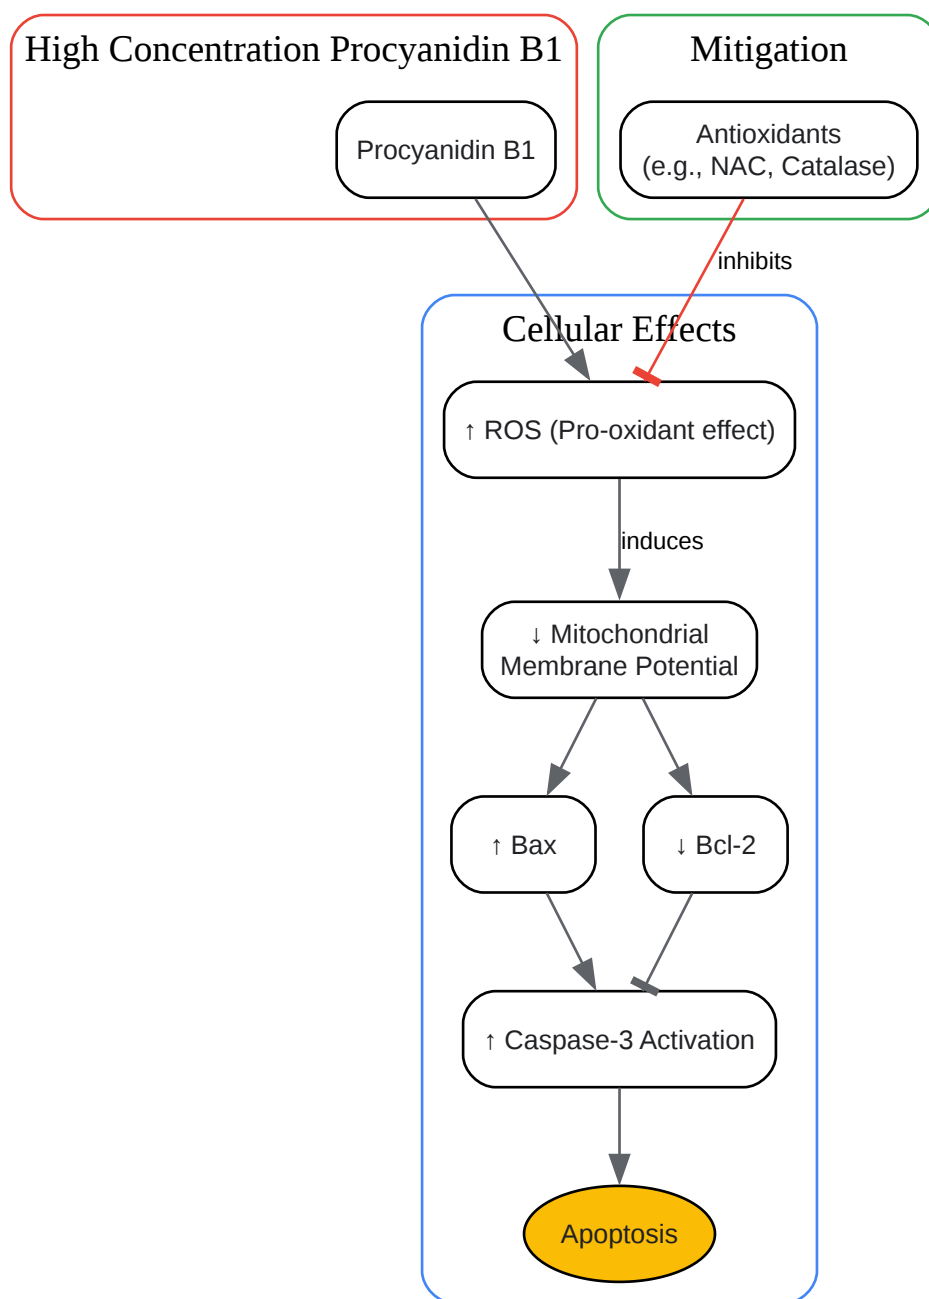 High Concentration Procyanidin B1
Mitigation
Procyanidin B1
Antioxidants
(e.g., NAC, Catalase)
inhibits
Cellular Effects
↑ ROS (Pro-oxidant effect)
induces
↓ Mitochondrial
Membrane Potential
↑ Bax
↓ Bcl-2
↑ Caspase-3 Activation
Apoptosis